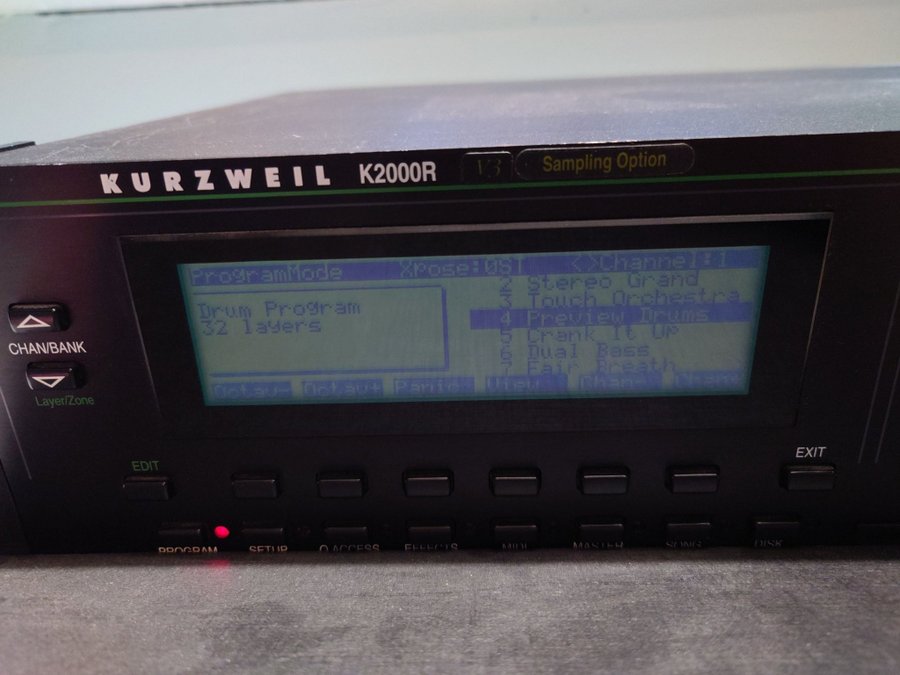 KURZWEIL K2000R V3 Sampling Option
ProgramMode Xpose:0ST <>Channel:1
2 Stereo Grand
3 Touch Orchestra
4 Preview Drums
5 Crank It Up
6 Dual Bass
7 Fair Breath
Drum Program
32 layers
Octav- Octav+ Panic View Chan- Chan+
CHAN/BANK
Layer/Zone
EDIT
EXIT
PROGRAM SETUP Q ACCESS EFFECTS MIDI MASTER SONG DISK